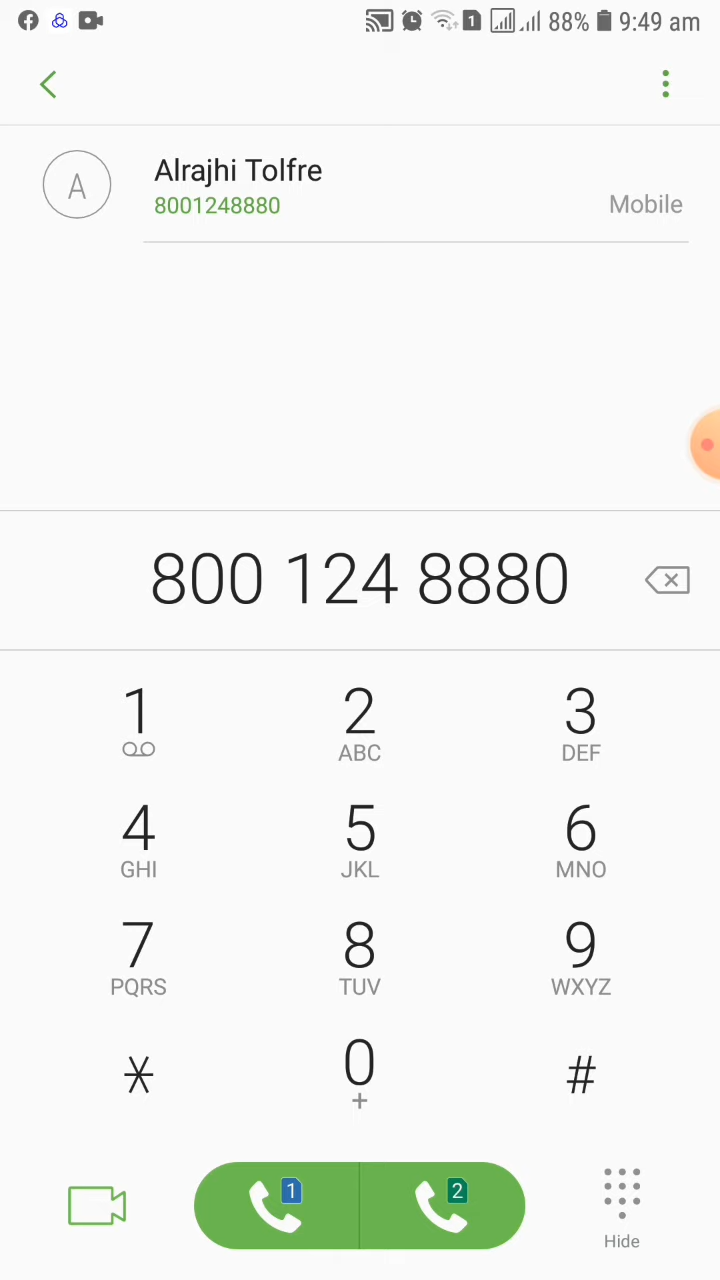 1 88% 9:49 am
A
Alrajhi Tolfre
8001248880
Mobile
800 124 8880
1 2 3
ABC DEF
4 5 6
GHI JKL MNO
7 8 9
PQRS TUV WXYZ
* 0 #
+
1 2
Hide